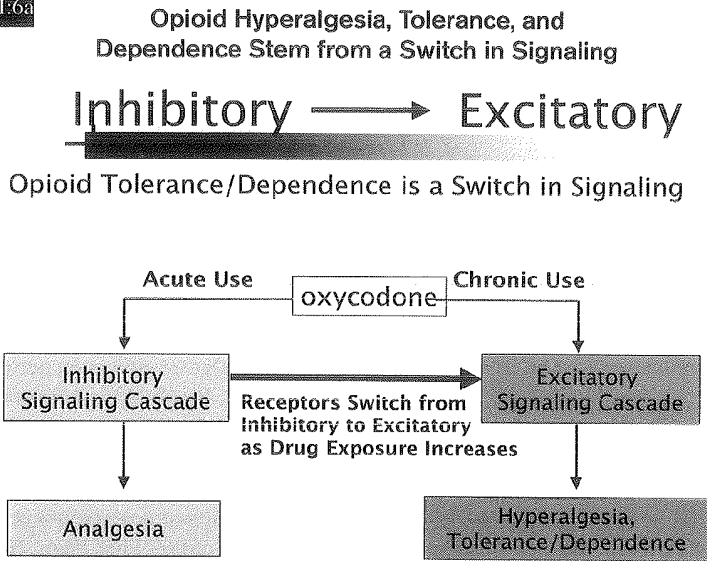 1:6a
Opioid Hyperalgesia, Tolerance, and
Dependence Stem from a Switch in Signaling
Inhibitory
Excitatory
Opioid Tolerance/Dependence is a Switch in Signaling
Acute Use
oxycodone
Chronic Use
Inhibitory
Signaling Cascade
Receptors Switch from
Inhibitory to Excitatory
as Drug Exposure Increases
Excitatory
Signaling Cascade
Analgesia
Hyperalgesia,
Tolerance/Dependence